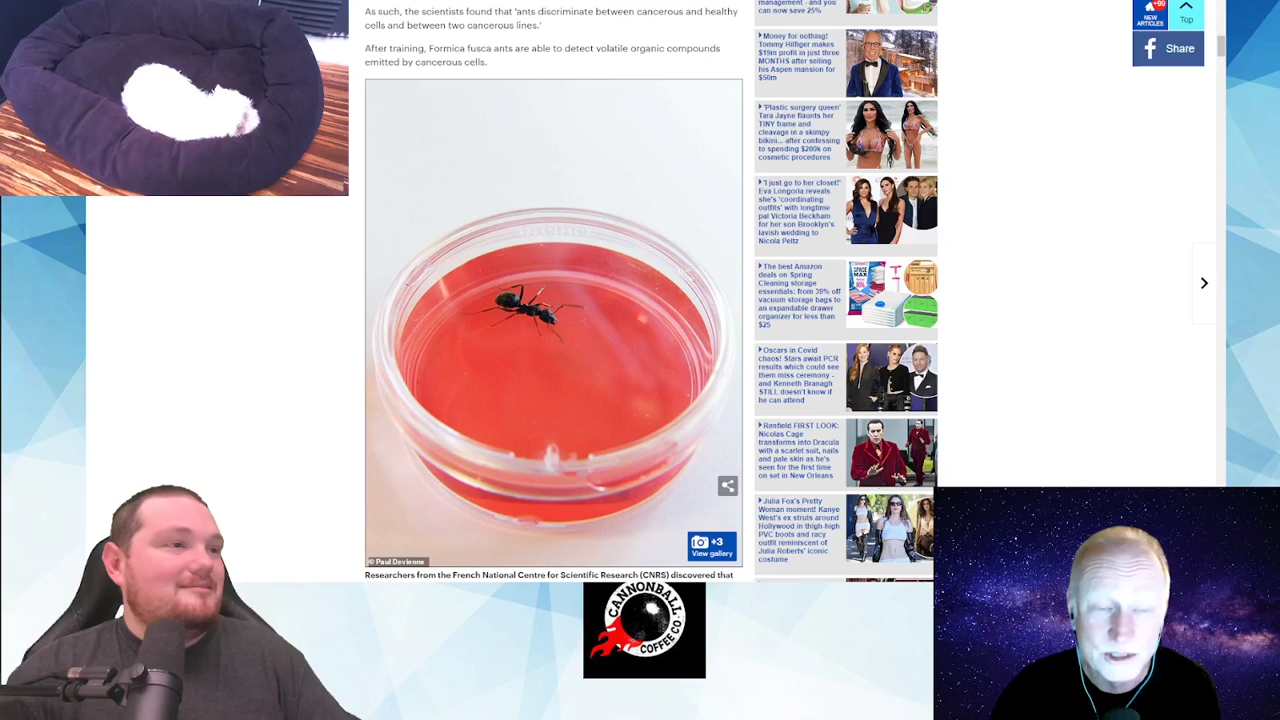 As such, the scientists found that 'ants discriminate between cancerous and healthy
cells and between two cancerous lines.'
After training, Formica fusca ants are able to detect volatile organic compounds
emitted by cancerous cells.
© Paul Devienne
+3
View gallery
Researchers from the French National Centre for Scientific Research (CNRS) discovered that
management - and you
can now save 25%
Money for nothing!
Tommy Hilfiger makes
$19m profit in just three
MONTHS after selling
his Aspen mansion for
$50m
'Plastic surgery queen'
Tara Jayne flaunts her
TINY frame and
cleavage in a skimpy
bikini... after confessing
to spending $200k on
cosmetic procedures
'I just go to her closet!'
Eva Longoria reveals
she's 'coordinating
outfits' with longtime
pal Victoria Beckham
for her son Brooklyn's
lavish wedding to
Nicola Peltz
The best Amazon
deals on Spring
Cleaning storage
essentials: from 39% off
vacuum storage bags to
an expandable drawer
organizer for less than
$25
Oscars in Covid
chaos! Stars await PCR
results which could see
them miss ceremony -
and Kenneth Branagh
STILL doesn't know if
he can attend
Renfield FIRST LOOK:
Nicolas Cage
transforms into Dracula
with a scarlet suit, nails
and pale skin as he's
seen for the first time
on set in New Orleans
Julia Fox's Pretty
Woman moment! Kanye
West's ex struts around
Hollywood in thigh-high
PVC boots and racy
outfit reminiscent of
Julia Roberts' iconic
costume
+99
NEW
ARTICLES
Top
Share
CANNONBALL
COFFEE CO.